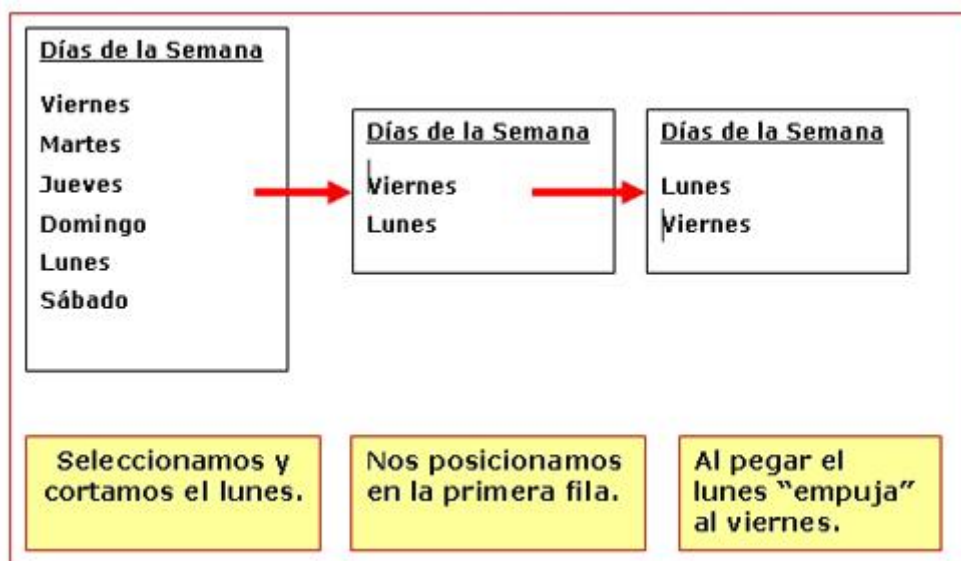 Días de la Semana
Viernes
Martes
Jueves
Domingo
Lunes
Sábado
Días de la Semana
Viernes
Lunes
Días de la Semana
Lunes
Viernes
Seleccionamos y
cortamos el lunes.
Nos posicionamos
en la primera fila.
Al pegar el
lunes “empuja”
al viernes.